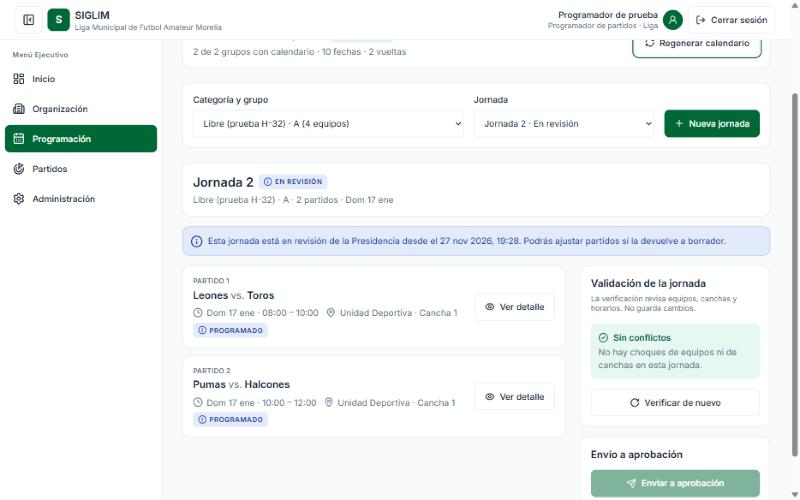 S
SIGLIM
Liga Municipal de Futbol Amateur Morelia
Programador de prueba
Programador de partidos · Liga
Cerrar sesión
Menú Ejecutivo
Inicio
Organización
Programación
Partidos
Administración
2 de 2 grupos con calendario · 10 fechas · 2 vueltas
Regenerar calendario
Categoría y grupo
Libre (prueba H-32) · A (4 equipos)
Jornada
Jornada 2 · En revisión
+ Nueva jornada
Jornada 2
EN REVISIÓN
Libre (prueba H-32) · A · 2 partidos · Dom 17 ene
Esta jornada está en revisión de la Presidencia desde el 27 nov 2026, 19:28. Podrás ajustar partidos si la devuelve a borrador.
PARTIDO 1
Leones vs. Toros
Dom 17 ene · 08:00 – 10:00
Unidad Deportiva · Cancha 1
PROGRAMADO
Ver detalle
PARTIDO 2
Pumas vs. Halcones
Dom 17 ene · 10:00 – 12:00
Unidad Deportiva · Cancha 1
PROGRAMADO
Ver detalle
Validación de la jornada
La verificación revisa equipos, canchas y
horarios. No guarda cambios.
Sin conflictos
No hay choques de equipos ni de
canchas en esta jornada.
Verificar de nuevo
Envío a aprobación
Enviar a aprobación